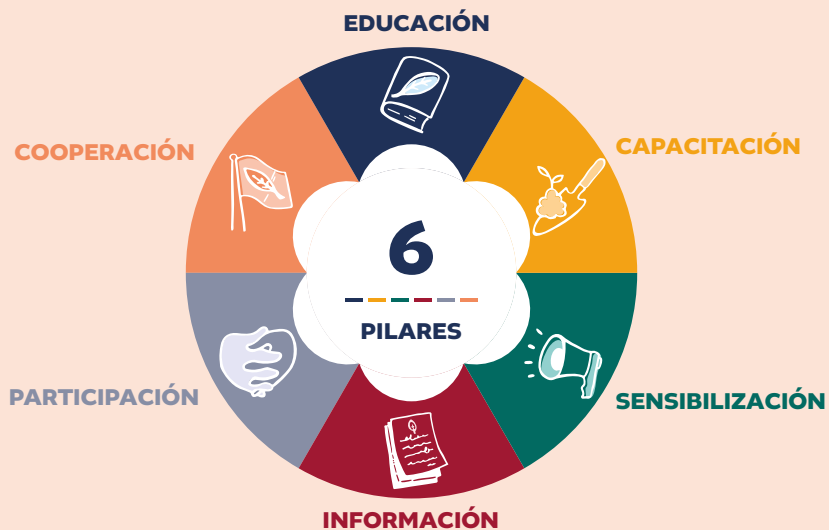 EDUCACIÓN
CAPACITACIÓN
SENSIBILIZACIÓN
INFORMACIÓN
PARTICIPACIÓN
COOPERACIÓN
6
PILARES